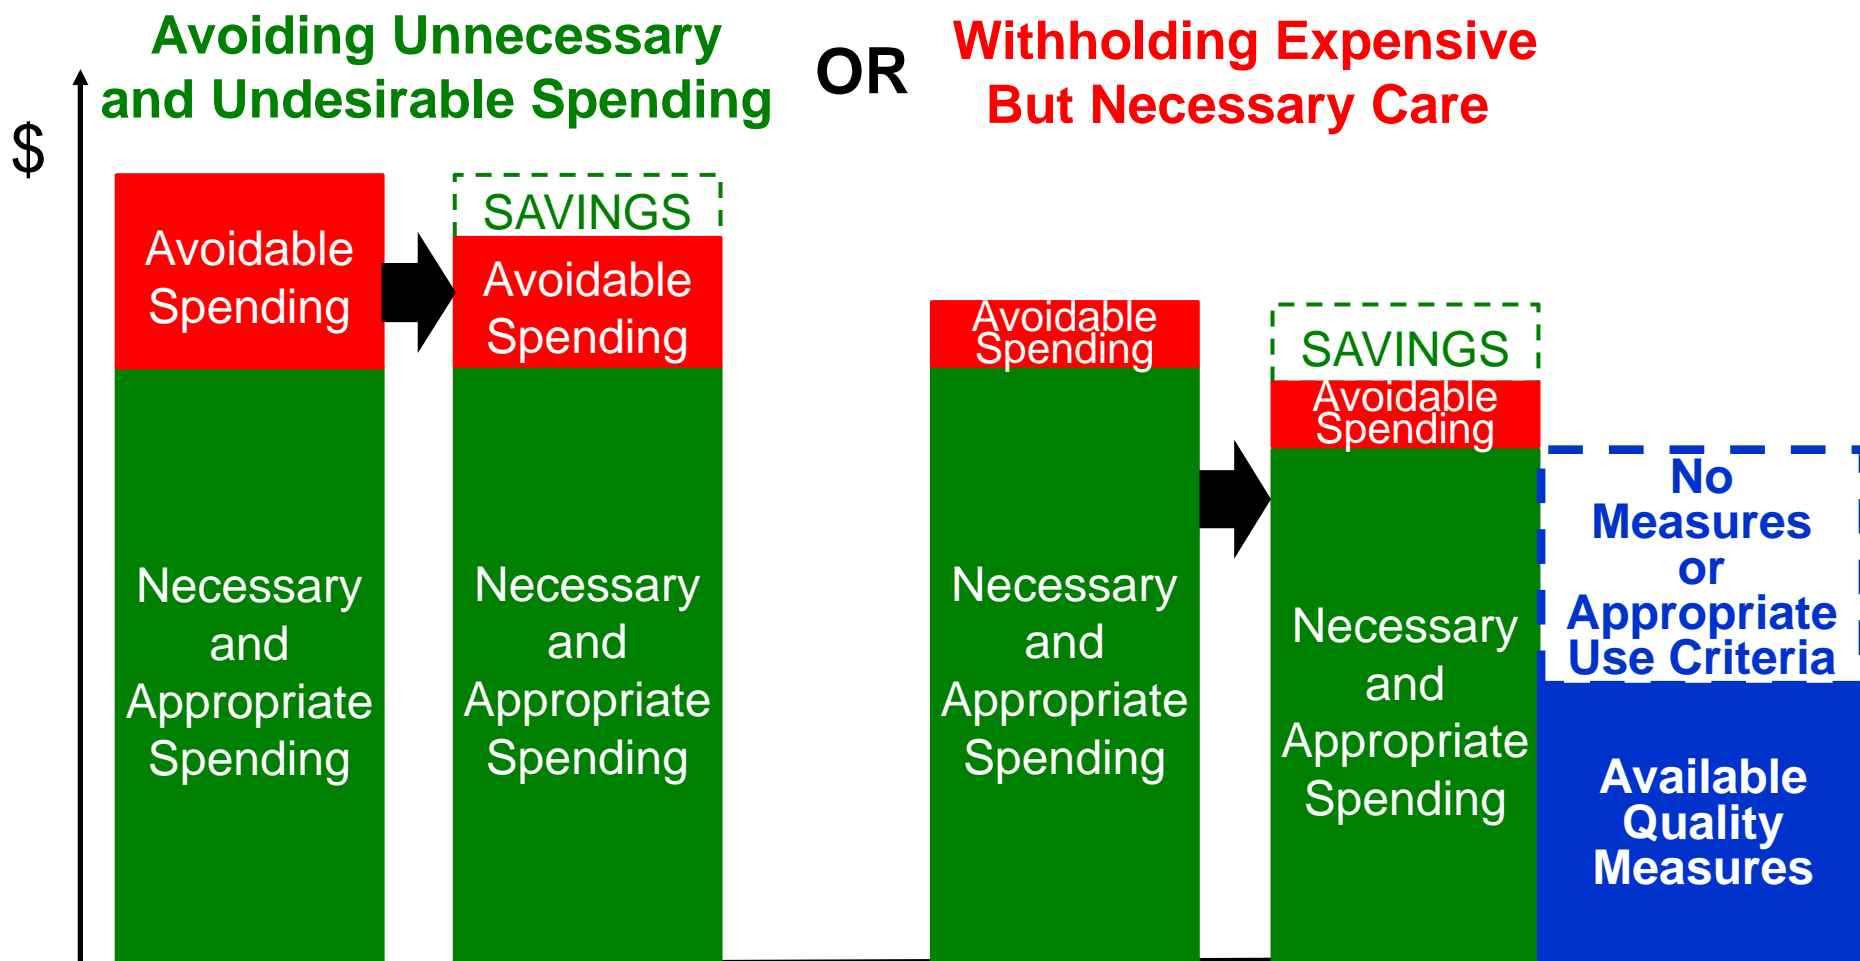 Avoiding Unnecessary
and Undesirable Spending
OR
Withholding Expensive
But Necessary Care
$
Avoidable
Spending
Necessary
and
Appropriate
Spending
SAVINGS
Avoidable
Spending
Necessary
and
Appropriate
Spending
Avoidable
Spending
Necessary
and
Appropriate
Spending
SAVINGS
Avoidable
Spending
Necessary
and
Appropriate
Spending
No
Measures
or
Appropriate
Use Criteria
Available
Quality
Measures